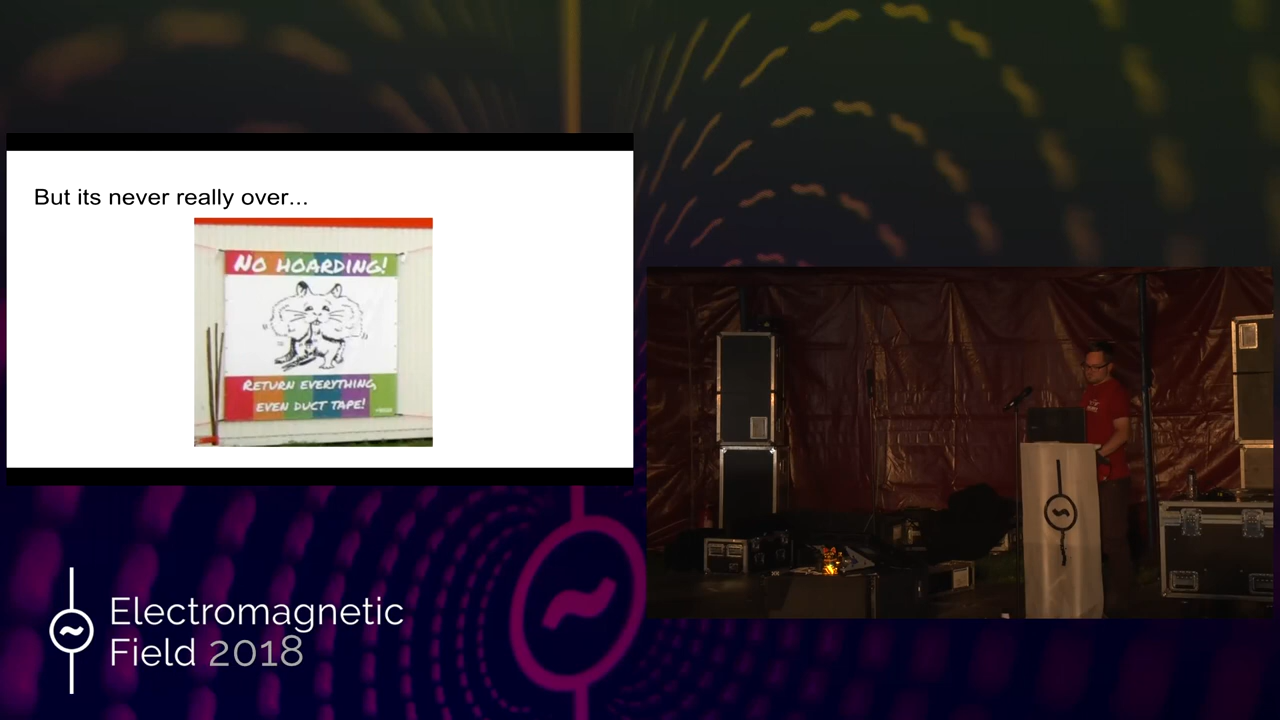 But its never really over...
NO HOARDING!
RETURN EVERYTHING,
EVEN DUCT TAPE!
Electromagnetic
Field 2018